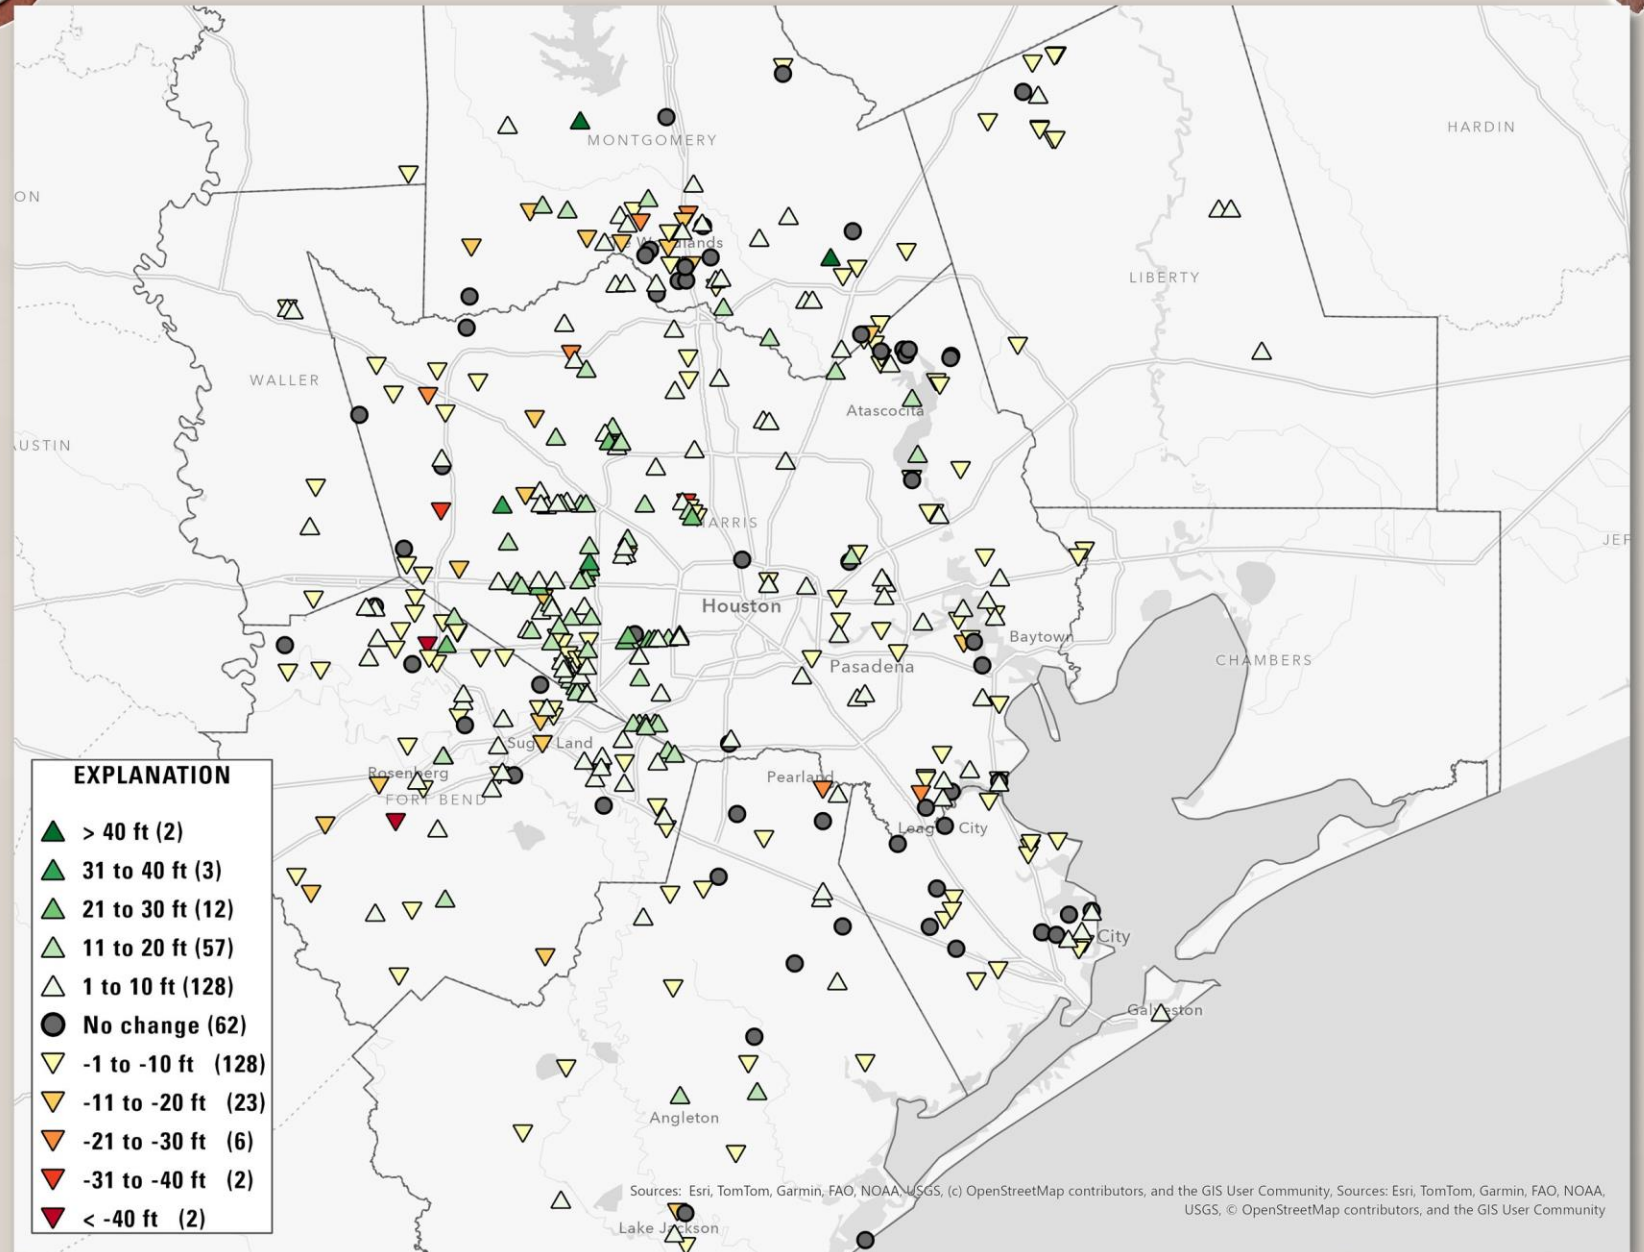 MONTGOMERY
HARDIN
ON
The Woodlands
LIBERTY
WALLER
Atascocita
AUSTIN
HARRIS
JEF
Houston
Baytown
Pasadena
CHAMBERS
Sugar Land
Rosenberg
Pearland
FORT BEND
League City
City
Galveston
Angleton
Lake Jackson
EXPLANATION
> 40 ft (2)
31 to 40 ft (3)
21 to 30 ft (12)
11 to 20 ft (57)
1 to 10 ft (128)
No change (62)
-1 to -10 ft (128)
-11 to -20 ft (23)
-21 to -30 ft (6)
-31 to -40 ft (2)
< -40 ft (2)
Sources: Esri, TomTom, Garmin, FAO, NOAA, USGS, (c) OpenStreetMap contributors, and the GIS User Community, Sources: Esri, TomTom, Garmin, FAO, NOAA,
USGS, © OpenStreetMap contributors, and the GIS User Community